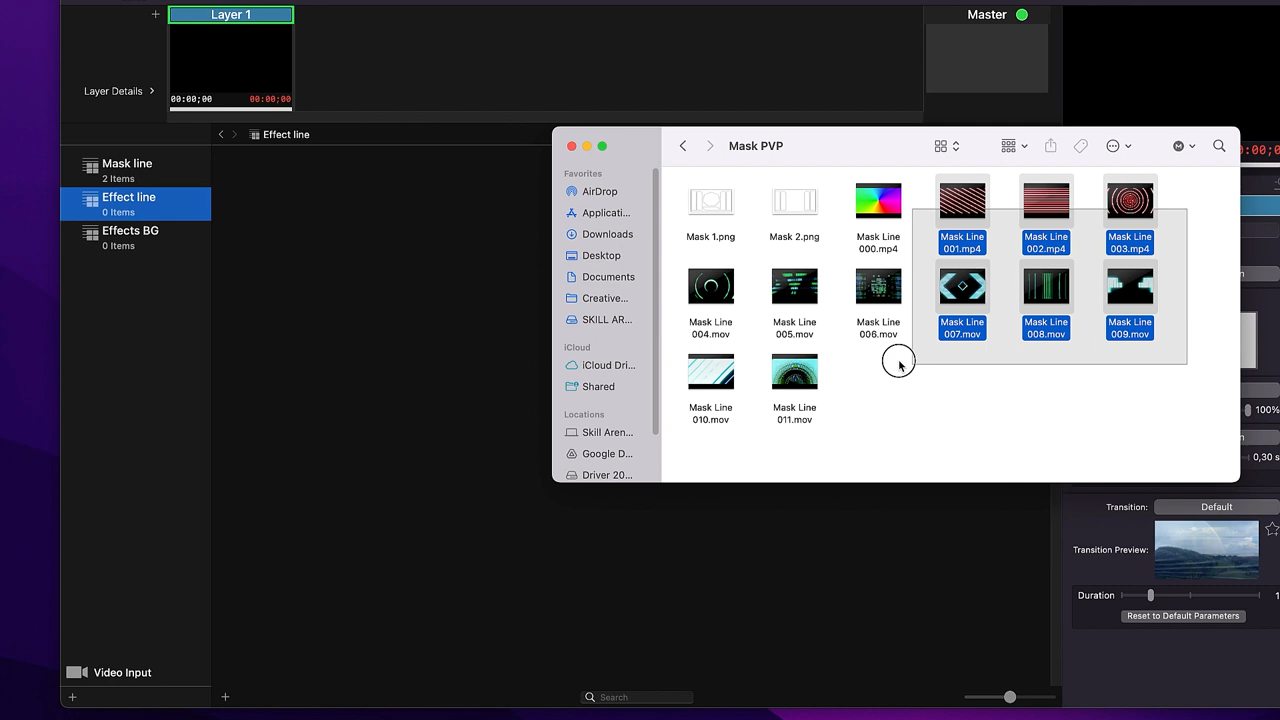 Layer 1
Master
Layer Details
00:00;00
00:00;00
Effect line
Mask line
2 Items
Effect line
0 Items
Effects BG
0 Items
Video Input
Search
Mask PVP
M
Favorites
AirDrop
Applicati...
Downloads
Desktop
Documents
Creative...
SKILL AR...
iCloud
iCloud Dri...
Shared
Locations
Skill Aren...
Google D...
Driver 20...
Mask 1.png
Mask 2.png
Mask Line
000.mp4
Mask Line
001.mp4
Mask Line
002.mp4
Mask Line
003.mp4
Mask Line
004.mov
Mask Line
005.mov
Mask Line
006.mov
Mask Line
007.mov
Mask Line
008.mov
Mask Line
009.mov
Mask Line
010.mov
Mask Line
011.mov
100%
0,30 s
Transition:
Default
Transition Preview:
Duration
Reset to Default Parameters